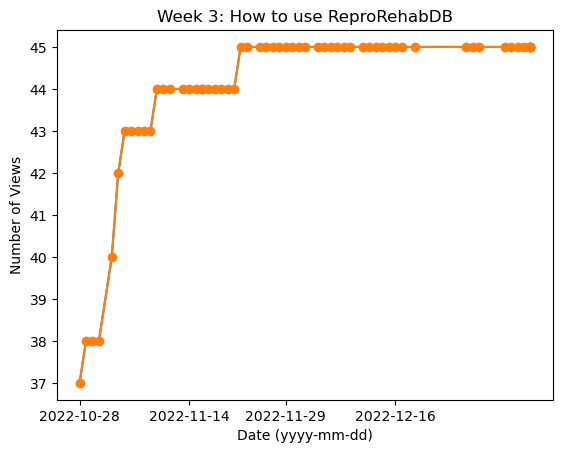 Week 3: How to use ReproRehabDB
Number of Views
45
44
43
42
41
40
39
38
37
2022-10-28 2022-11-14 2022-11-29 2022-12-16
Date (yyyy-mm-dd)